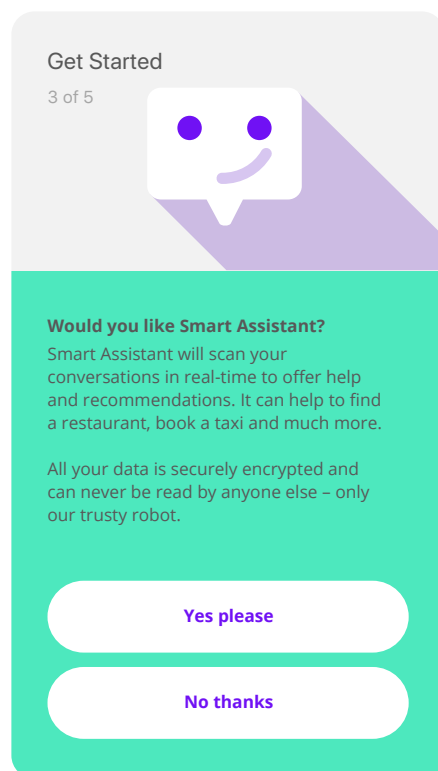 Get Started
3 of 5
Would you like Smart Assistant?
Smart Assistant will scan your
conversations in real-time to offer help
and recommendations. It can help to find
a restaurant, book a taxi and much more.
All your data is securely encrypted and
can never be read by anyone else – only
our trusty robot.
Yes please
No thanks